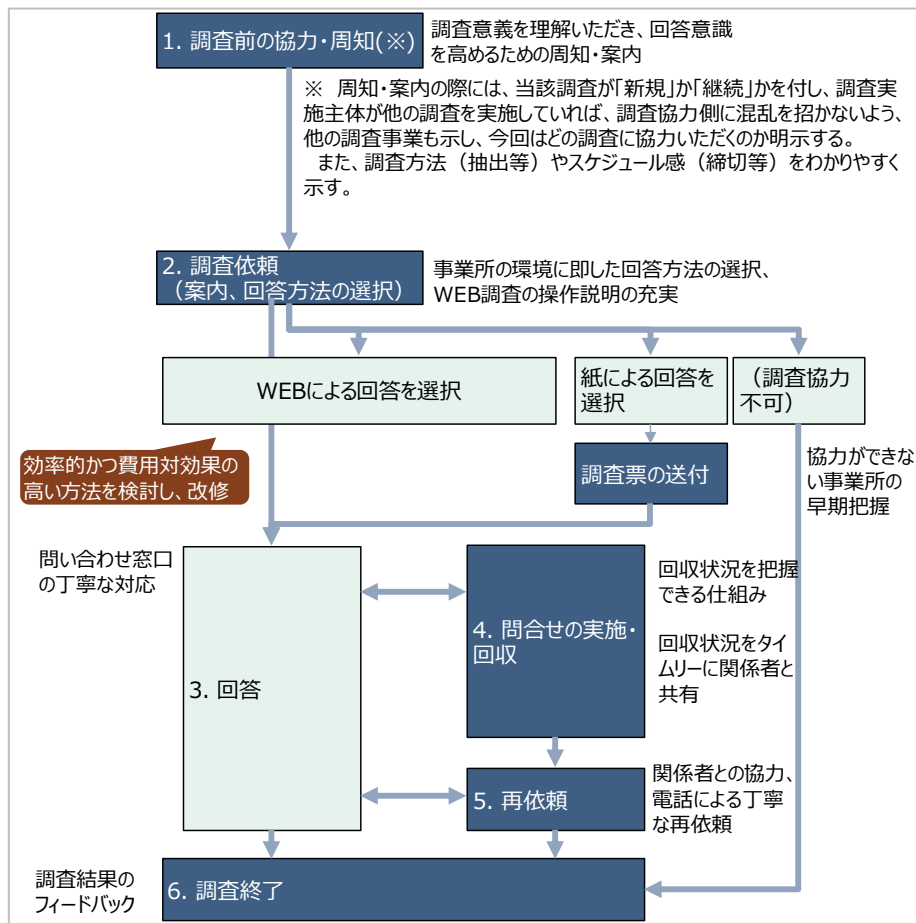 1. 調査前の協力・周知(※)
調査意義を理解いただき、回答意識
を高めるための周知・案内
※　周知・案内の際には、当該調査が「新規」か「継続」かを付し、調査実
施主体が他の調査を実施していれば、調査協力側に混乱を招かないよう、
他の調査事業も示し、今回はどの調査に協力いただくのか明示する。
また、調査方法（抽出等）やスケジュール感（締切等）をわかりやすく
示す。
2. 調査依頼
（案内、回答方法の選択）
事業所の環境に即した回答方法の選択、
WEB調査の操作説明の充実
WEBによる回答を選択
紙による回答を
選択
（調査協力
不可）
効率的かつ費用対効果の
高い方法を検討し、改修
調査票の送付
協力ができな
い事業所の
早期把握
問い合わせ窓口
の丁寧な対応
3. 回答
4. 問合せの実施・
回収
回収状況を把握
できる仕組み
回収状況をタイ
ムリーに関係者と
共有
5. 再依頼
関係者との協力、
電話による丁寧
な再依頼
調査結果の
フィードバック
6. 調査終了